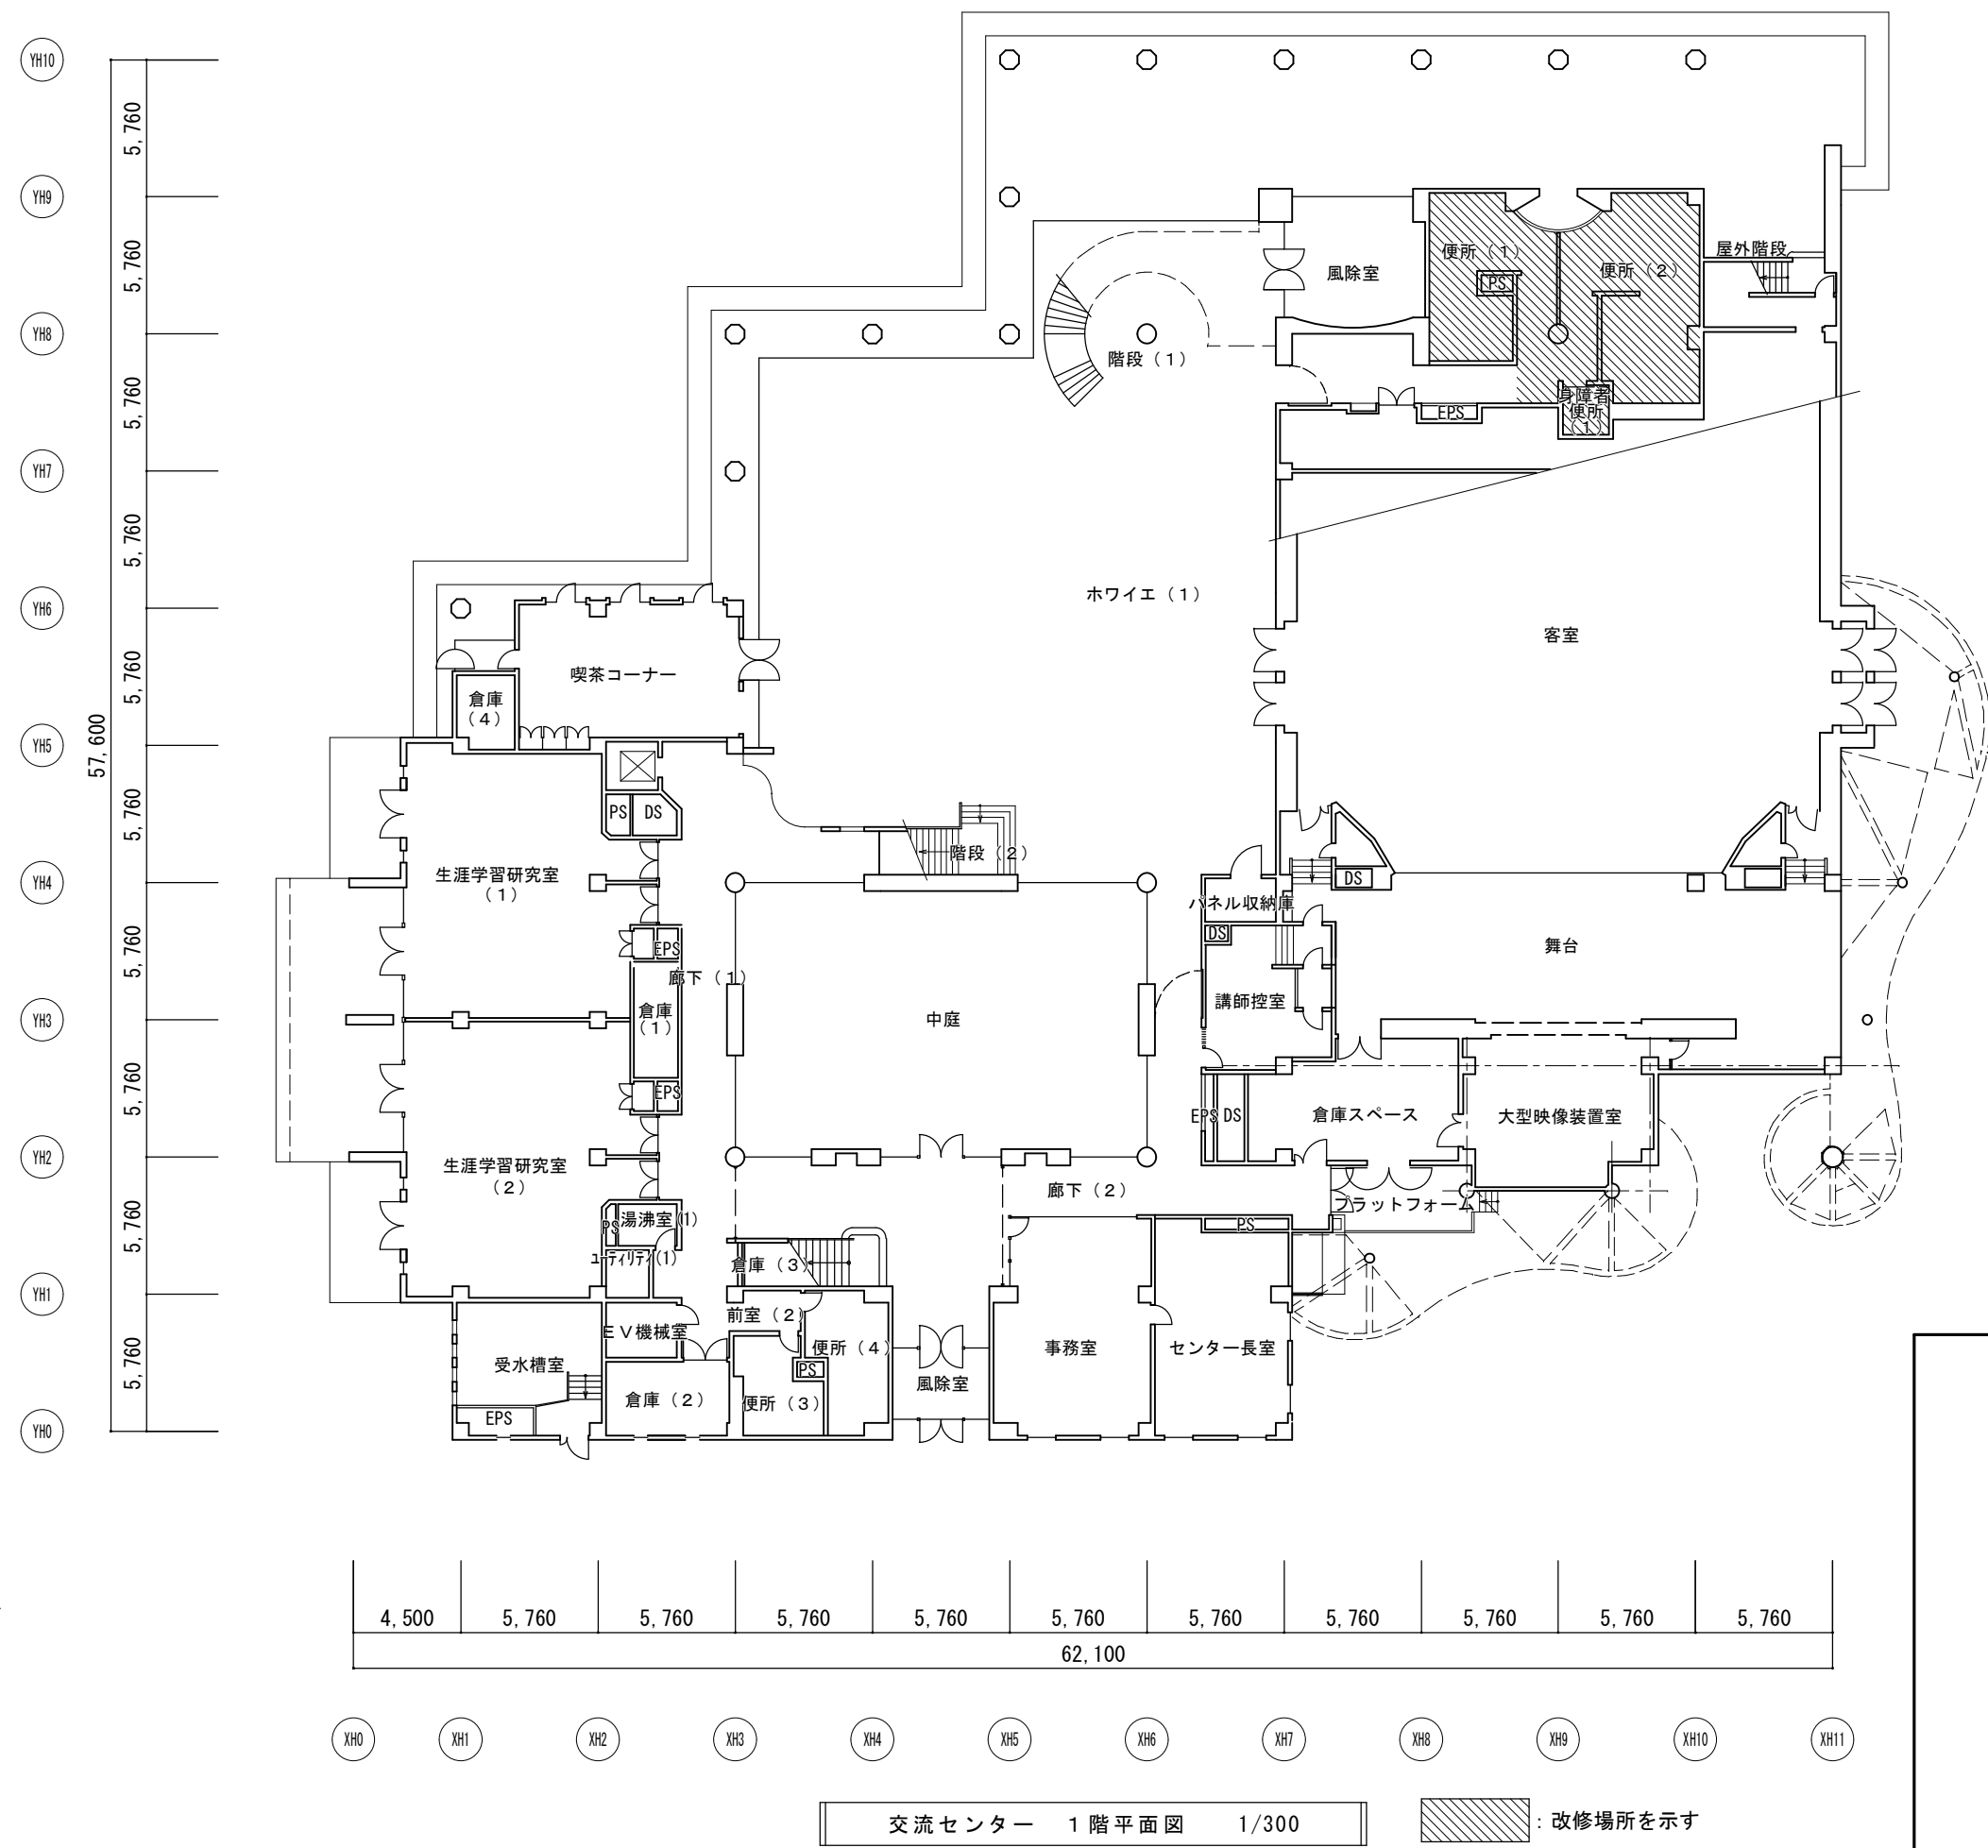 YH10
5,760
YH9
5,760
YH8
5,760
YH7
5,760
YH6
5,760
YH5
5,760
YH4
5,760
YH3
5,760
YH2
5,760
YH1
5,760
YH0
57,600
風除室
便所（1）
PS
便所（2）
屋外階段
階段（1）
EPS
身障者
便所
（1）
ホワイエ（1）
客室
喫茶コーナー
倉庫
（4）
PS
DS
階段（2）
生涯学習研究室
（1）
DS
パネル収納庫
DS
舞台
EPS
廊下（1）
倉庫
（1）
中庭
講師控室
EPS
EPS
DS
倉庫スペース
大型映像装置室
生涯学習研究室
（2）
廊下（2）
プラットフォーム
PS
湯沸室(1)
PS
ユーティリティ(1)
倉庫（3）
前室（2）
EV機械室
便所（4）
事務室
センター長室
受水槽室
PS
風除室
倉庫（2）
便所（3）
EPS
4,500
5,760
5,760
5,760
5,760
5,760
5,760
5,760
5,760
5,760
5,760
62,100
XH0
XH1
XH2
XH3
XH4
XH5
XH6
XH7
XH8
XH9
XH10
XH11
交流センター　1階平面図　1/300
：改修場所を示す